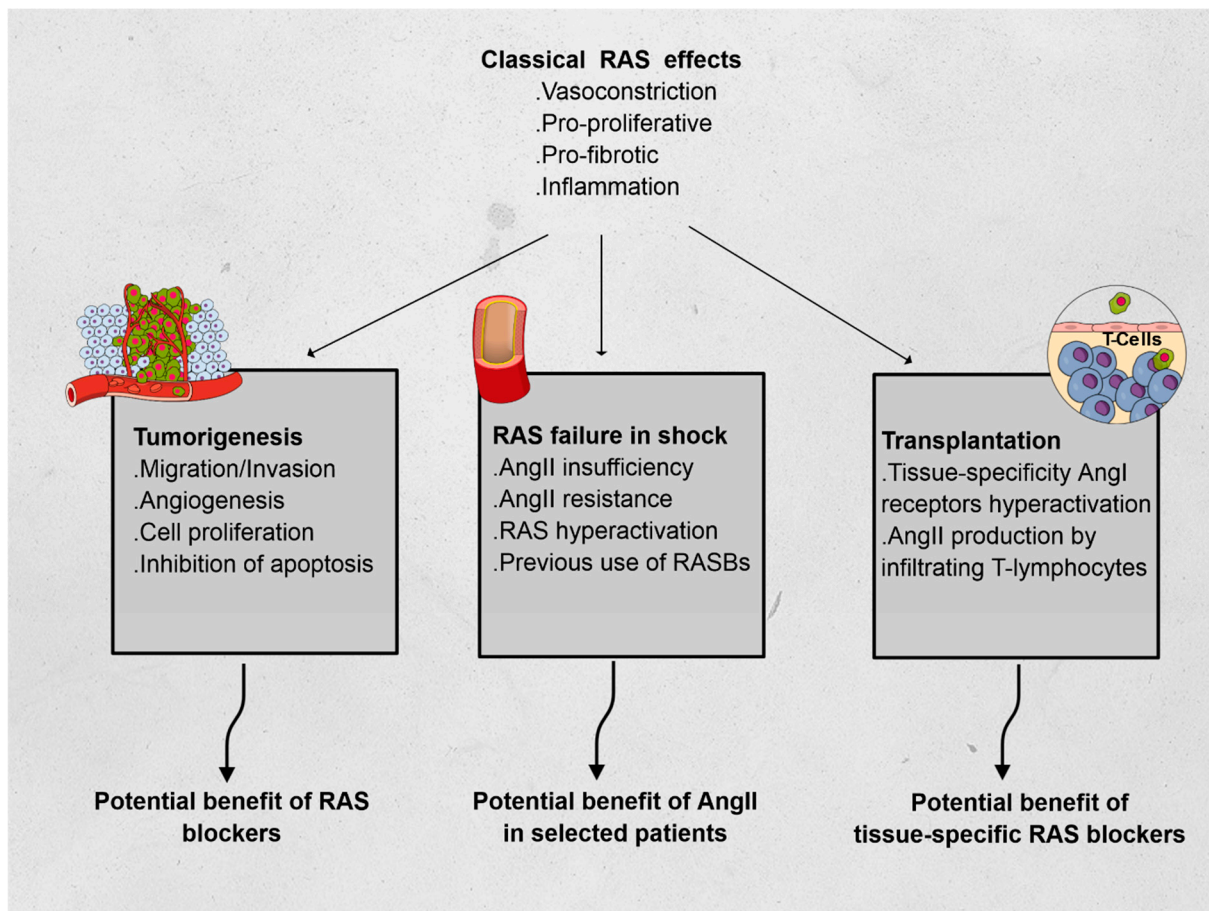 Classical RAS effects
.Vasoconstriction
.Pro-proliferative
.Pro-fibrotic
.Inflammation
Tumorigenesis
.Migration/Invasion
.Angiogenesis
.Cell proliferation
.Inhibition of apoptosis
Potential benefit of RAS
blockers
RAS failure in shock
.AngII insufficiency
.AngII resistance
.RAS hyperactivation
.Previous use of RASBs
Potential benefit of AngII
in selected patients
T-Cells
Transplantation
.Tissue-specificity AngI
receptors hyperactivation
.AngII production by
infiltrating T-lymphocytes
Potential benefit of
tissue-specific RAS blockers